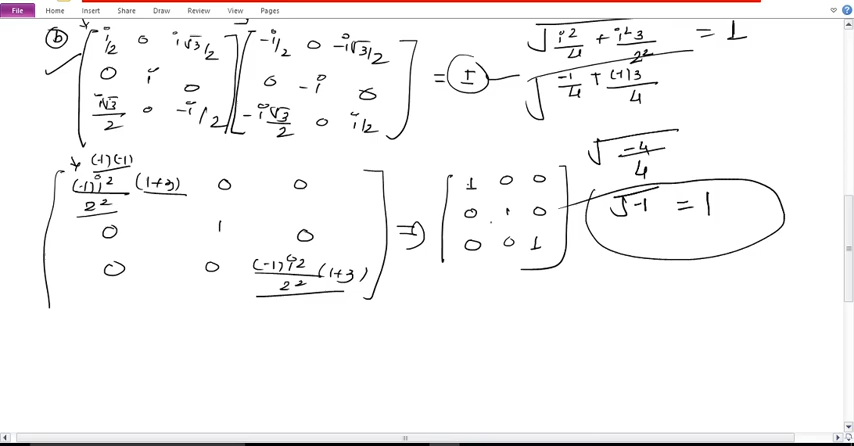 File Home Insert Share Draw View Pages
b
i/2 0 i√3/2 -i/2 0 -i√3/2 √ i²/4 + i²3/2² = 1
0 i 0 0 -i 0 = ± √ -1/4 + (-1)3/4
i√3/2 0 -i/2 -i√3/2 0 i/2
√ -4/4
(-1)(-1)
(-1)i²/2² (1+3) 0 0 ⇒ 1 0 0 √-1 = 1
0 1 0 0 1 0
0 0 (-1)i²/2² (1+3) 0 0 1